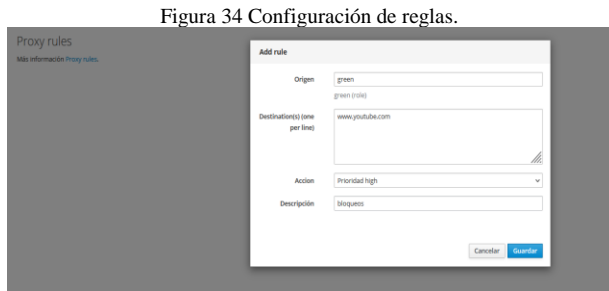 Figura 34 Configuración de reglas.
Proxy rules
Más información Proxy rules.
Add rule
Origen green
green (role)
Destination(s) (one per line) www.youtube.com
Accion Prioridad high
Descripción bloqueos
Cancelar Guardar